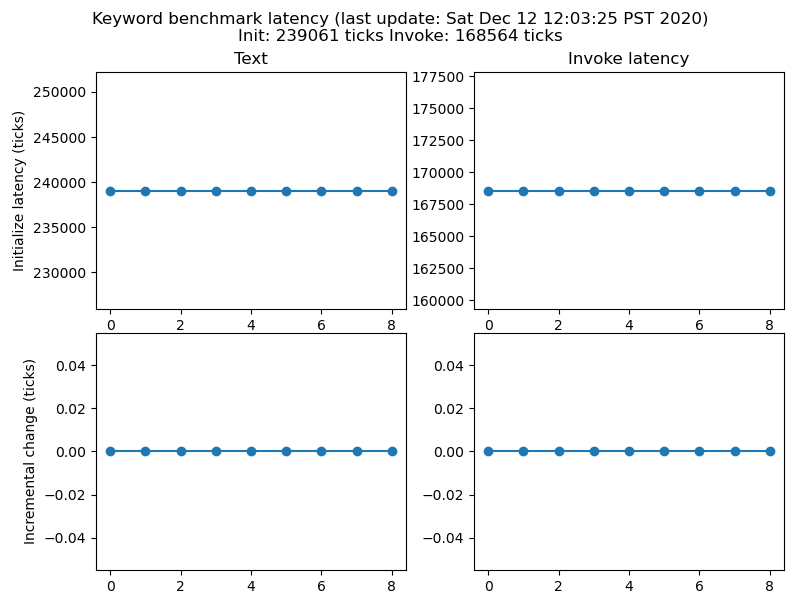 Keyword benchmark latency (last update: Sat Dec 12 12:03:25 PST 2020)
Init: 239061 ticks Invoke: 168564 ticks
Text
Invoke latency
Initialize latency (ticks)
250000
245000
240000
235000
230000
0 2 4 6 8
177500
175000
172500
170000
167500
165000
162500
160000
0 2 4 6 8
Incremental change (ticks)
0.04
0.02
0.00
−0.02
−0.04
0 2 4 6 8
0.04
0.02
0.00
−0.02
−0.04
0 2 4 6 8